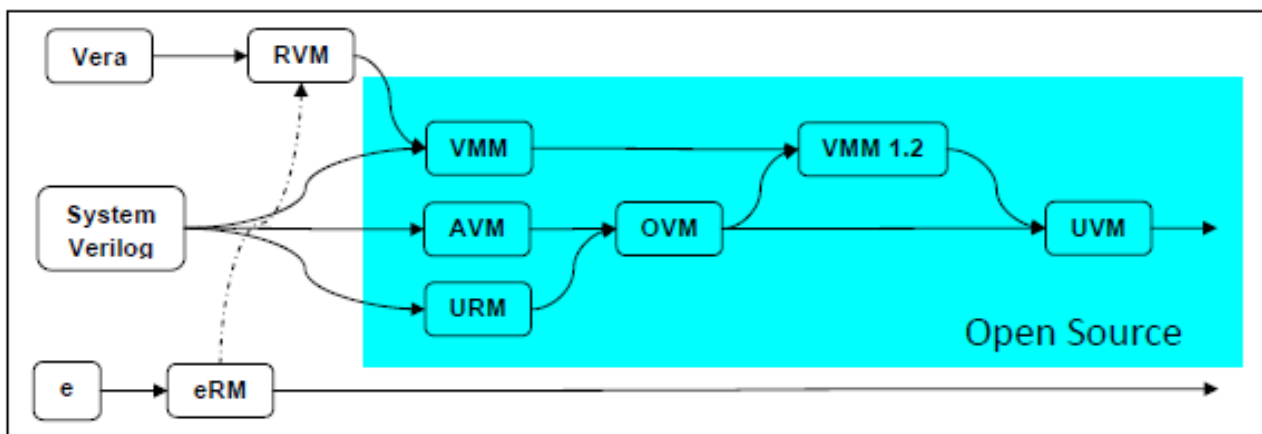 Vera
RVM
VMM
VMM 1.2
System
Verilog
AVM
OVM
UVM
URM
Open Source
e
eRM